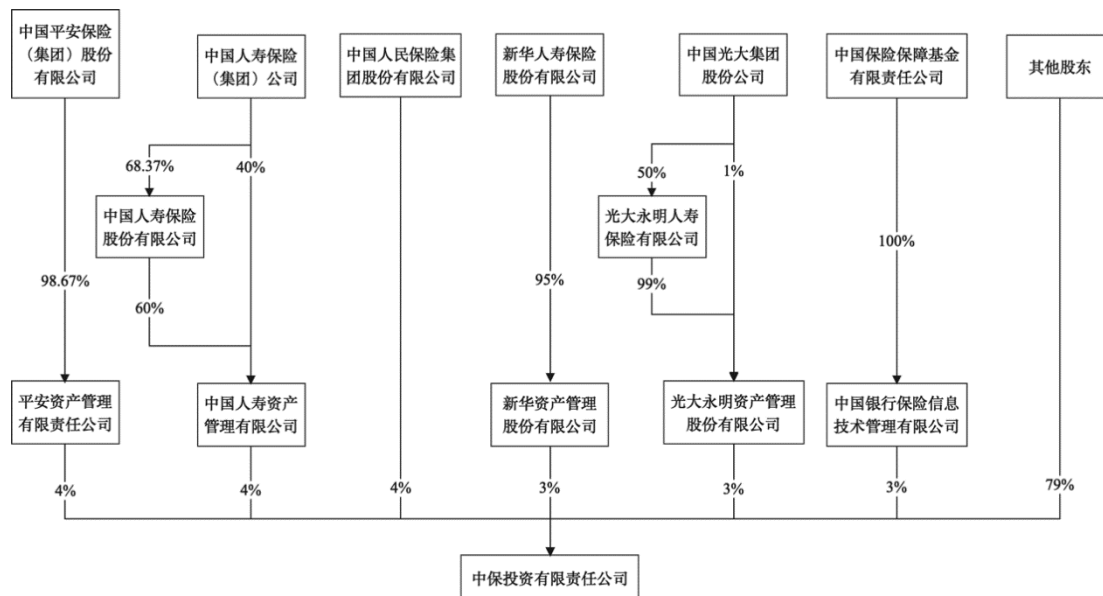 中国平安保险
（集团）股份
有限公司
中国人寿保险
（集团）公司
中国人民保险集
团股份有限公司
新华人寿保险
股份有限公司
中国光大集团
股份公司
中国保险保障基金
有限责任公司
其他股东
68.37%
40%
50%
1%
中国人寿保险
股份有限公司
光大永明人寿
保险有限公司
100%
98.67%
60%
95%
99%
平安资产管理
有限责任公司
中国人寿资产
管理有限公司
新华资产管理
股份有限公司
光大永明资产管理
股份有限公司
中国银行保险信息
技术管理有限公司
4%
4%
4%
3%
3%
3%
79%
中保投资有限责任公司